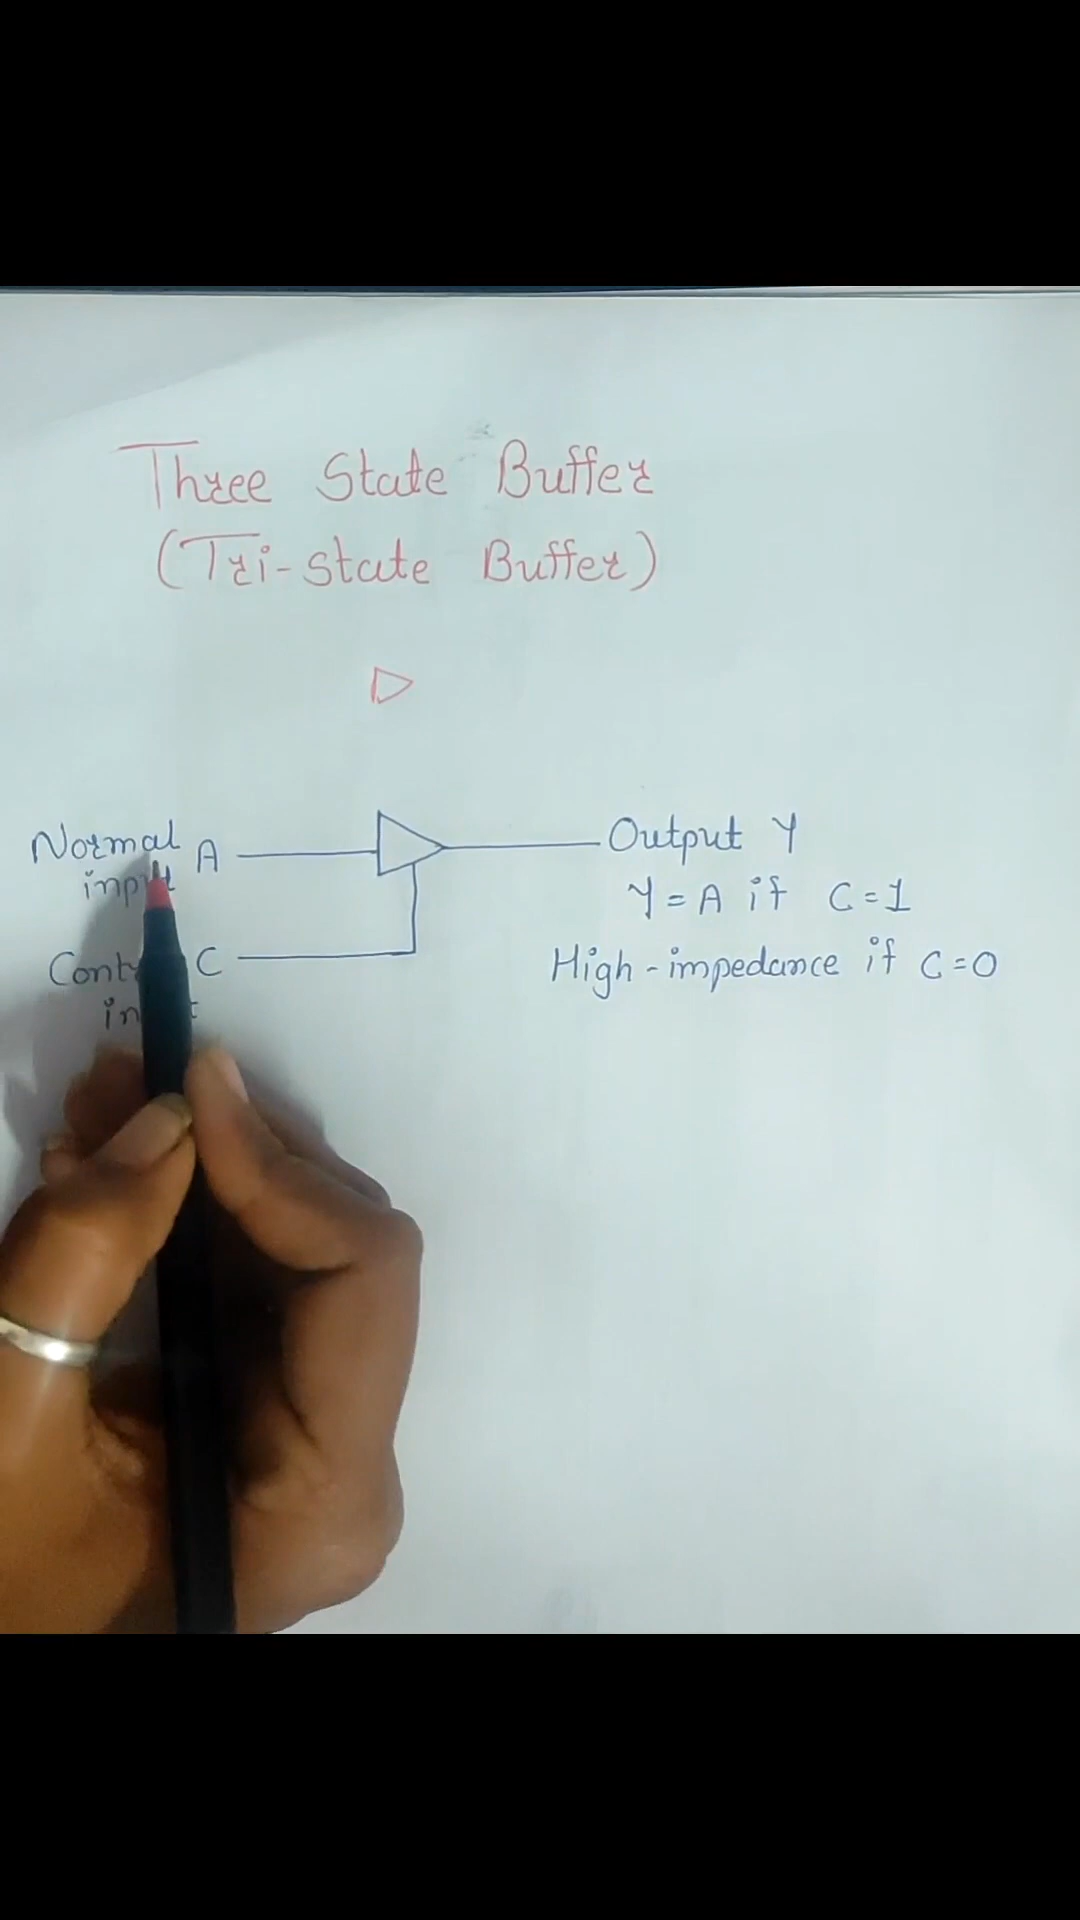 Three State Buffer
(Tri-state Buffer)
Normal A
C
Output Y
Y = A if C=1
High-impedance if C=0